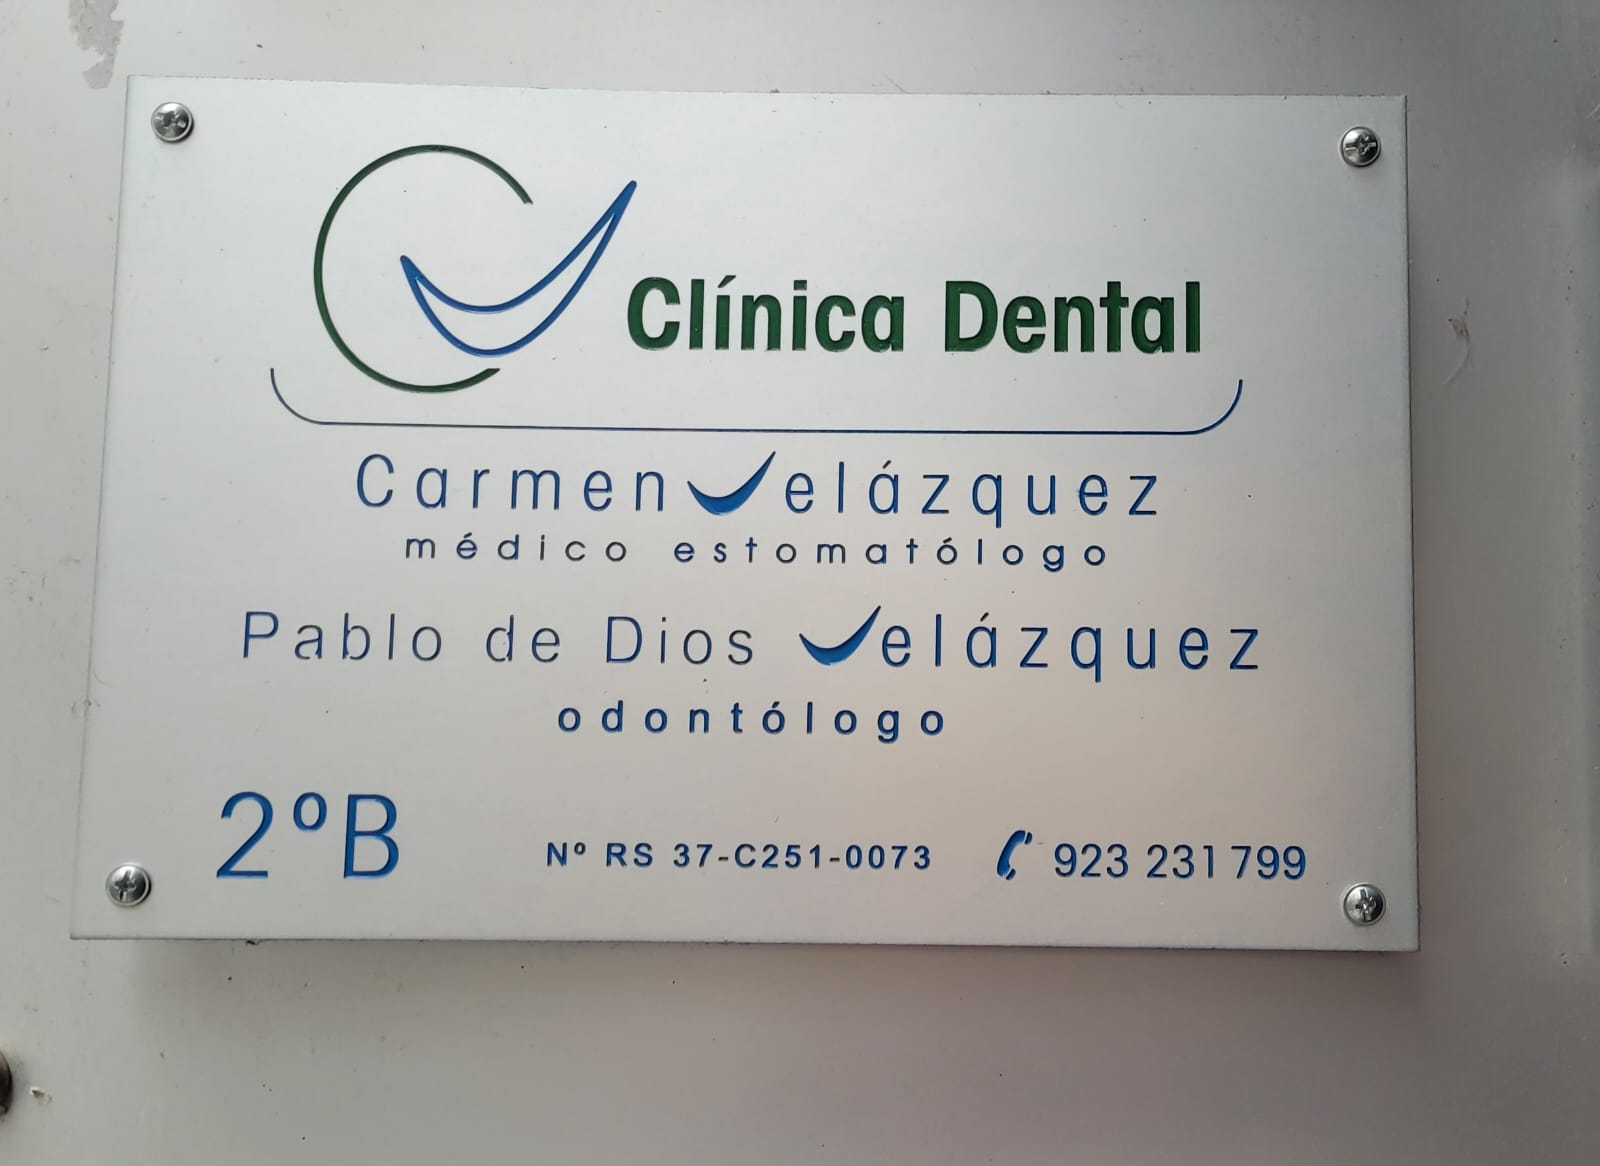 Clínica Dental
Carmen Velázquez
médico estomatólogo
Pablo de Dios Velázquez
odontólogo
2ºB
Nº RS 37-C251-0073
923 231 799